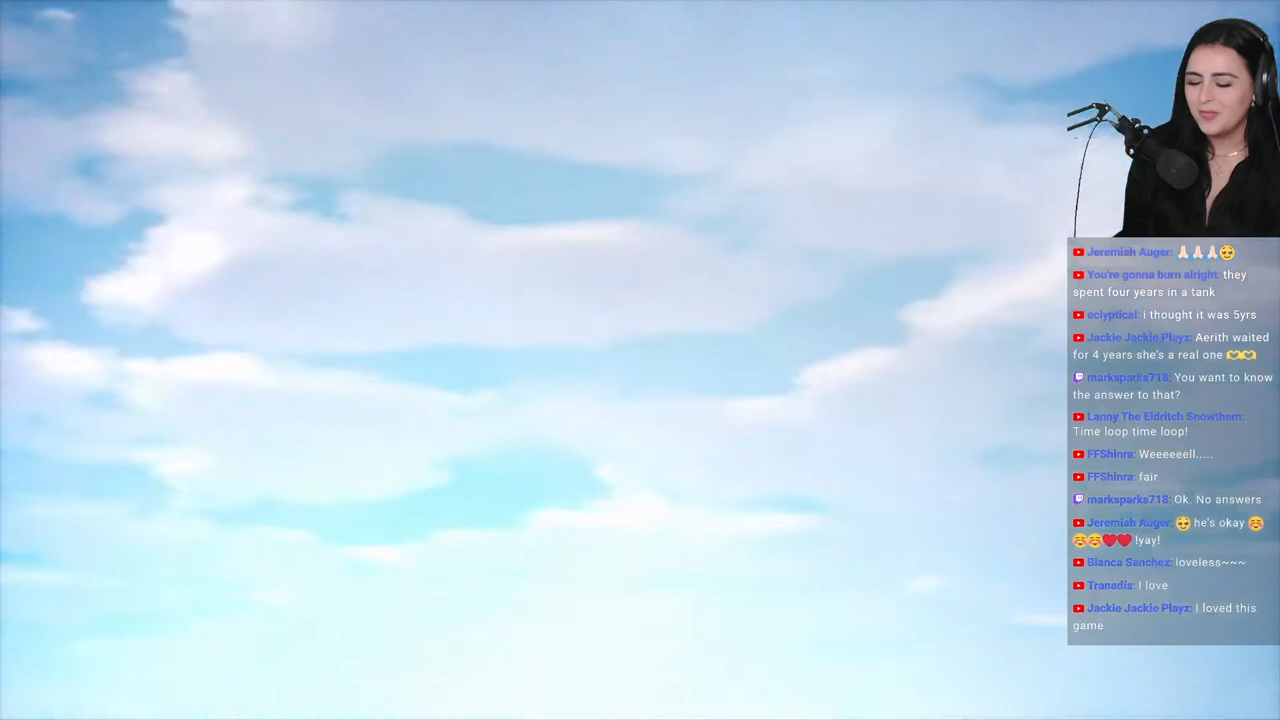 Jeremiah Auger: 🙏🏻🙏🏻🙏🏻🥹
You're gonna burn alright: they
spent four years in a tank
eclyptical: i thought it was 5yrs
Jackie Jackie Playz: Aerith waited
for 4 years she's a real one 🫶🫶
marksparks718: You want to know
the answer to that?
Lanny The Eldritch Snowthem:
Time loop time loop!
FFShinra: Weeeeeell.....
FFShinra: fair
marksparks718: Ok. No answers
Jeremiah Auger: 🥹 he's okay ☺️
☺️☺️♥️♥️ !yay!
Bianca Sanchez: loveless~~~
Tranadis: I love
Jackie Jackie Playz: I loved this
game